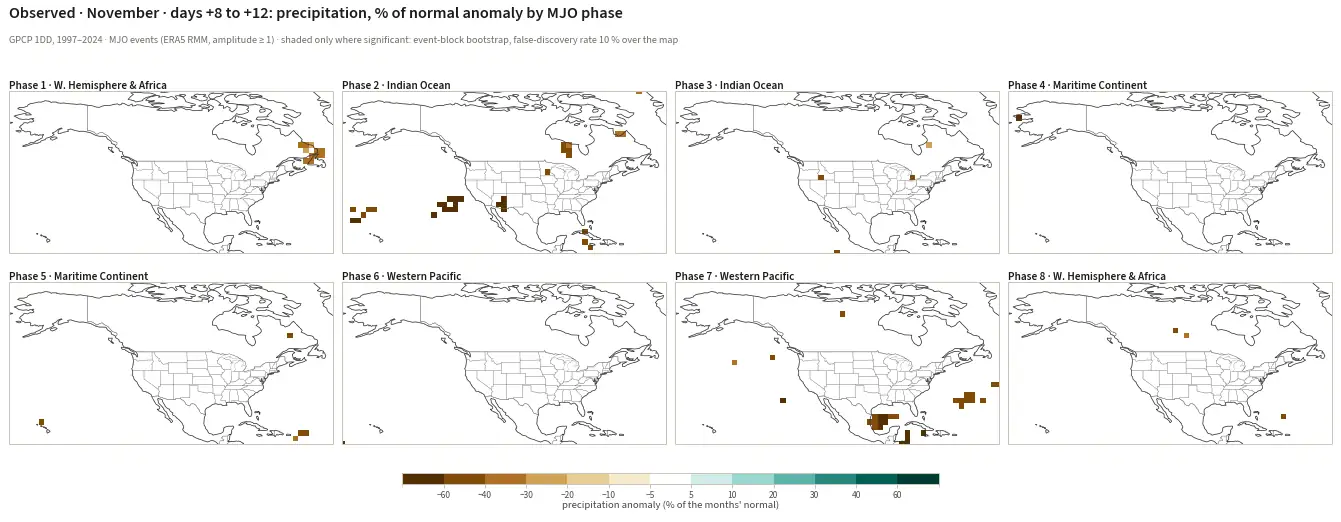 Observed · November · days +8 to +12: precipitation, % of normal anomaly by MJO phase
GPCP 1DD, 1997–2024 · MJO events (ERA5 RMM, amplitude ≥ 1) · shaded only where significant: event-block bootstrap, false-discovery rate 10 % over the map
Phase 1 · W. Hemisphere & Africa
Phase 2 · Indian Ocean
Phase 3 · Indian Ocean
Phase 4 · Maritime Continent
Phase 5 · Maritime Continent
Phase 6 · Western Pacific
Phase 7 · Western Pacific
Phase 8 · W. Hemisphere & Africa
−60 −40 −30 −20 −10 −5 5 10 20 30 40 60
precipitation anomaly (% of the months' normal)